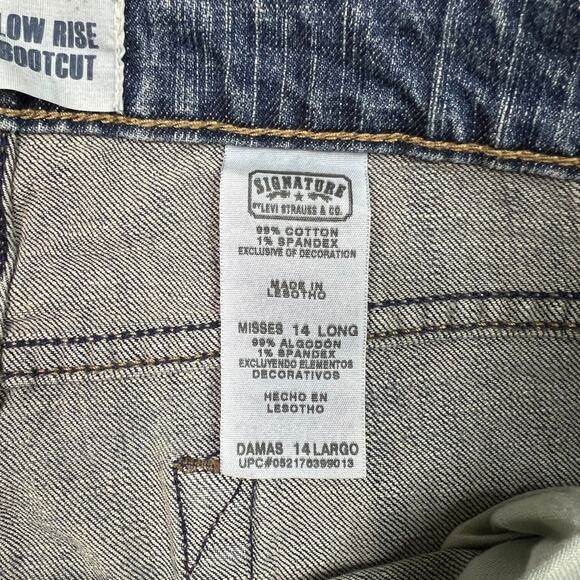 LOW RISE
BOOTCUT
SIGNATURE
BY LEVI STRAUSS & CO.
99% COTTON
1% SPANDEX
EXCLUSIVE OF DECORATION
MADE IN
LESOTHO
MISSES 14 LONG
99% ALGODÓN
1% SPANDEX
EXCLUYENDO ELEMENTOS
DECORATIVOS
HECHO EN
LESOTHO
DAMAS 14 LARGO
UPC#052176399013